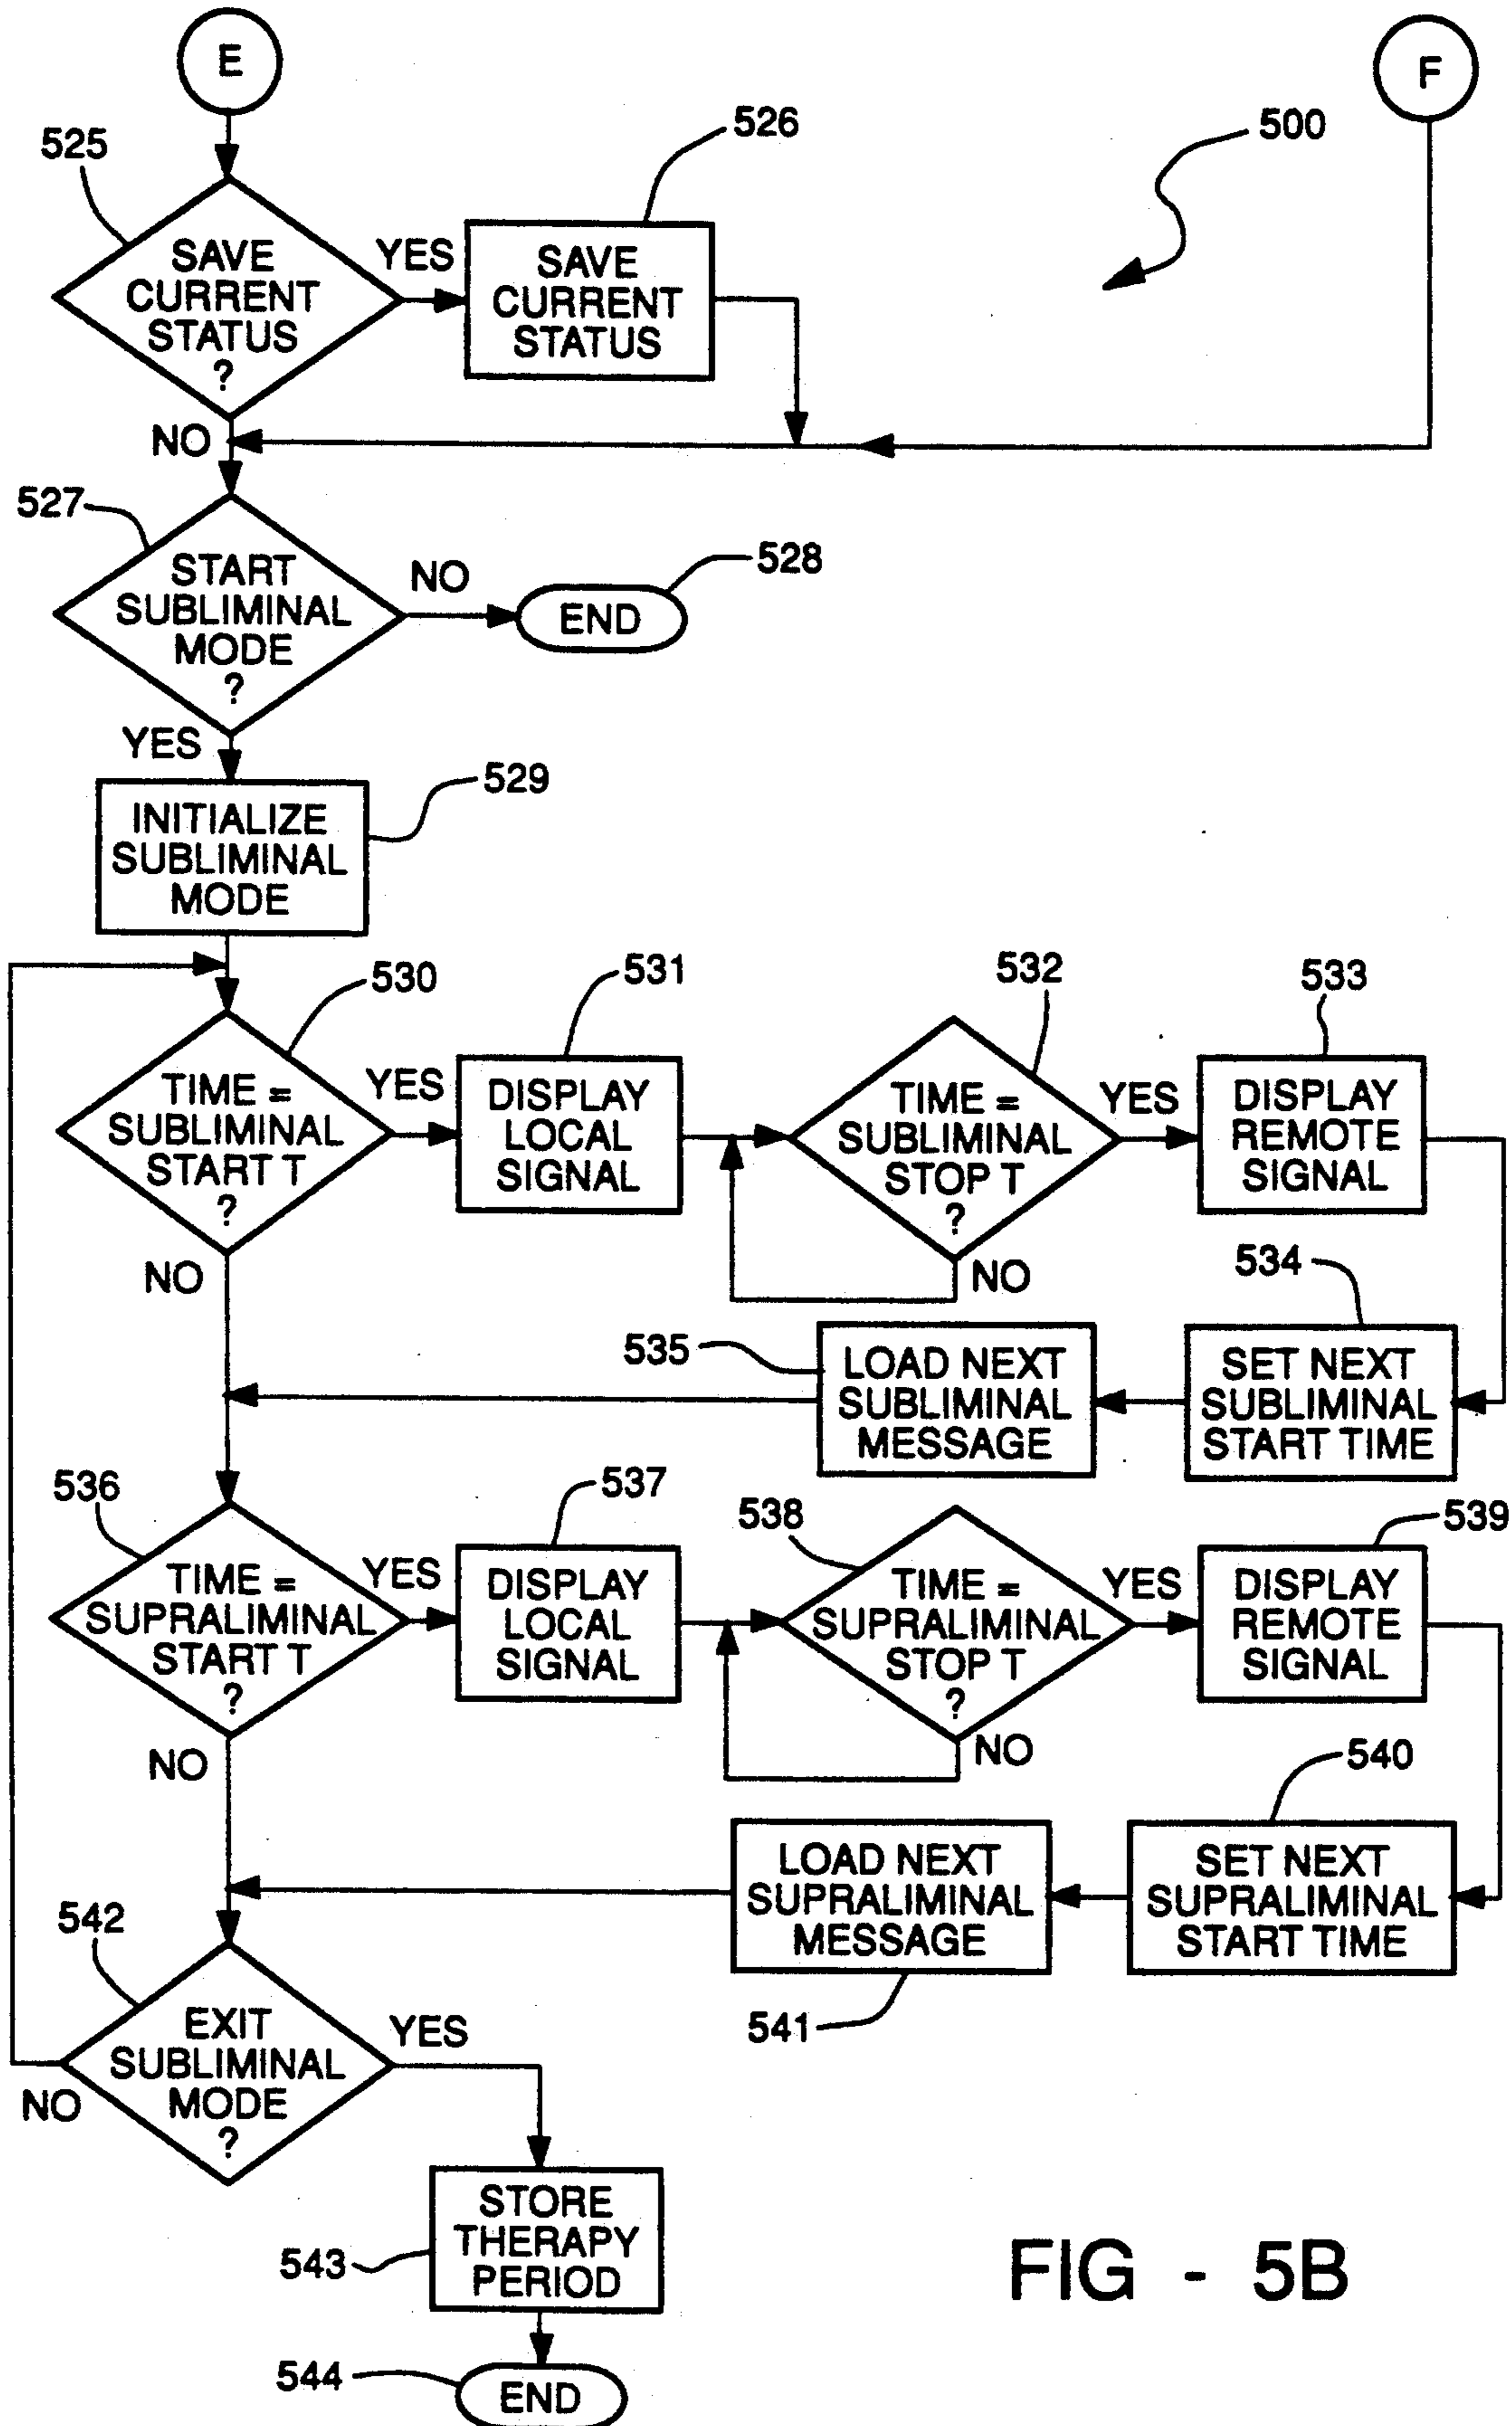 E
F
525
526
500
SAVE
CURRENT
STATUS
?
YES
SAVE
CURRENT
STATUS
NO
527
START
SUBLIMINAL
MODE
?
NO
END
528
YES
INITIALIZE
SUBLIMINAL
MODE
529
530
531
532
533
TIME =
SUBLIMINAL
START T
?
YES
DISPLAY
LOCAL
SIGNAL
TIME =
SUBLIMINAL
STOP T
?
YES
DISPLAY
REMOTE
SIGNAL
NO
NO
534
535
LOAD NEXT
SUBLIMINAL
MESSAGE
SET NEXT
SUBLIMINAL
START TIME
536
537
538
539
TIME =
SUPRALIMINAL
START T
?
YES
DISPLAY
LOCAL
SIGNAL
TIME =
SUPRALIMINAL
STOP T
?
YES
DISPLAY
REMOTE
SIGNAL
NO
NO
540
LOAD NEXT
SUPRALIMINAL
MESSAGE
SET NEXT
SUPRALIMINAL
START TIME
541
542
EXIT
SUBLIMINAL
MODE
?
YES
NO
STORE
THERAPY
PERIOD
543
END
544
FIG - 5B